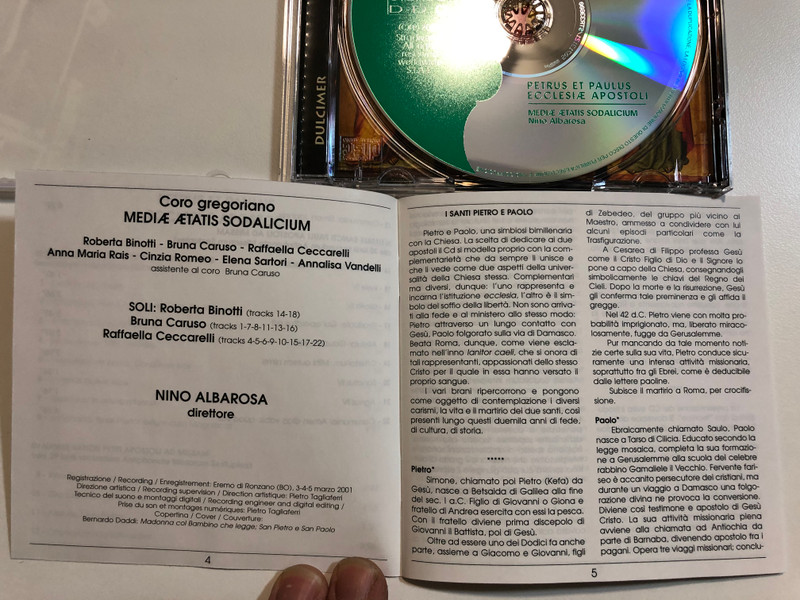 DULCIMER
PETRUS ET PAULUS
ECCLESIÆ APOSTOLI
MEDIÆ ÆTATIS SODALICIUM
Nino Albarosa
Coro gregoriano
MEDIÆ ÆTATIS SODALICIUM
Roberta Binotti - Bruna Caruso - Raffaella Ceccarelli
Anna Maria Rais - Cinzia Romeo - Elena Sartori - Annalisa Vandelli
assistente al coro Bruna Caruso
SOLI: Roberta Binotti (tracks 14-18)
Bruna Caruso (tracks 1-7-8-11-13-16)
Raffaella Ceccarelli (tracks 4-5-6-9-10-15-17-22)
NINO ALBAROSA
direttore
Registrazione / Recording / Enregistrement: Eremo di Ronzano (BO), 3-4-5 marzo 2001
Direzione artistica / Recording supervision / Direction artistique: Pietro Tagliaferri
Tecnico del suono e montaggi digitali / Recording engineer and digital editing /
Prise du son et montages numériques: Pietro Tagliaferri
Copertina / Cover / Couverture:
Bernardo Daddi: Madonna col Bambino che legge; San Pietro e San Paolo
4
I SANTI PIETRO E PAOLO
Pietro e Paolo, una simbiosi bimillenaria
con la Chiesa. La scelta di dedicare ai due
apostoli il Cd si modella proprio con la com-
plementarietà che da sempre li unisce e
che li vede come due aspetti della univer-
salità della Chiesa stessa. Complementari
ma diversi, dunque: l'uno rappresenta e
incarna l'istituzione ecclesia, l'altro è il sim-
bolo del soffio della libertà. Non sono arriva-
ti alla fede e al ministero allo stesso modo:
Pietro attraverso un lungo contatto con
Gesù, Paolo folgorato sulla via di Damasco.
Beata Roma, dunque, come viene escla-
mato nell'inno Ianitor caeli, che si onora di
tali rappresentanti, appassionati dello stesso
Cristo per il quale in essa hanno versato il
proprio sangue.
I vari brani ripercorrono e pongono
come oggetto di contemplazione i diversi
carismi, la vita e il martirio dei due santi, così
presenti lungo questi duemila anni di fede,
di cultura, di storia.
*****
Pietro*
Simone, chiamato poi Pietro (Kefa) da
Gesù, nasce a Betsaida di Galilea alla fine
del sec. I a.C. Figlio di Giovanni o Giona e
fratello di Andrea esercita con essi la pesca.
Con il fratello diviene prima discepolo di
Giovanni il Battista, poi di Gesù.
Oltre ad essere uno dei Dodici fa anche
parte, assieme a Giacomo e Giovanni, figli
di Zebedeo, del gruppo più vicino al
Maestro, ammesso a condividere con lui
alcuni episodi particolari come la
Trasfigurazione.
A Cesarea di Filippo professa Gesù
come il Cristo Figlio di Dio e il Signore lo
pone a capo della Chiesa, consegnandogli
simbolicamente le chiavi del Regno dei
Cieli. Dopo la morte e la risurrezione, Gesù
gli conferma tale preminenza e gli affida il
gregge.
Nel 42 d.C. Pietro viene con molta pro-
babilità imprigionato, ma, liberato miraco-
losamente, fugge da Gerusalemme.
Pur mancando da tale momento noti-
zie certe sulla sua vita, Pietro conduce sicu-
ramente una intensa attività missionaria,
soprattutto fra gli Ebrei, come è deducibile
dalle lettere paoline.
Subisce il martirio a Roma, per crocifis-
sione.
Paolo*
Ebraicamente chiamato Saulo, Paolo
nasce a Tarso di Cilicia. Educato secondo la
legge mosaica, completa la sua formazio-
ne a Gerusalemme alla scuola del celebre
rabbino Gamaliele il Vecchio. Fervente fari-
seo è accanito persecutore dei cristiani, ma
durante un viaggio a Damasco una folgo-
razione divina ne provoca la conversione.
Diviene così testimone e apostolo di Gesù
Cristo. La sua attività missionaria piena
avviene alla chiamata ad Antiochia da
parte di Barnaba, divenendo apostolo fra i
pagani. Opera tre viaggi missionari; conclu-
5